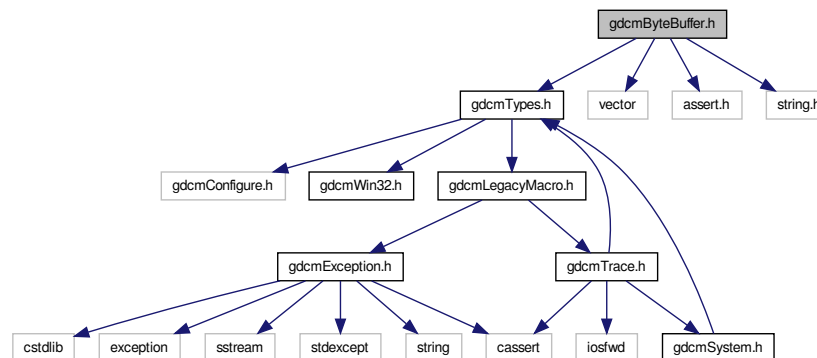 gdcmByteBuffer.h
gdcmTypes.h
vector
assert.h
string.h
gdcmConfigure.h
gdcmWin32.h
gdcmLegacyMacro.h
gdcmException.h
gdcmTrace.h
cstdlib
exception
sstream
stdexcept
string
cassert
iosfwd
gdcmSystem.h